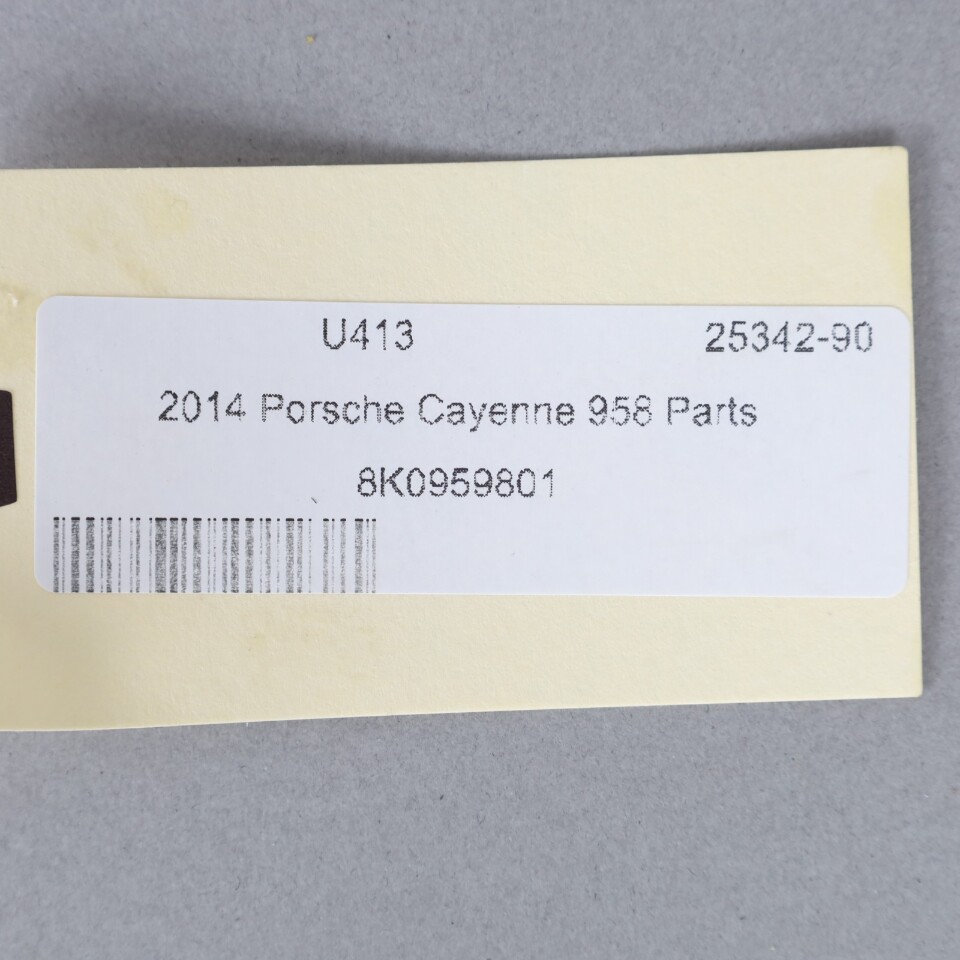 U413 25342-90
2014 Porsche Cayenne 958 Parts
8K0959801